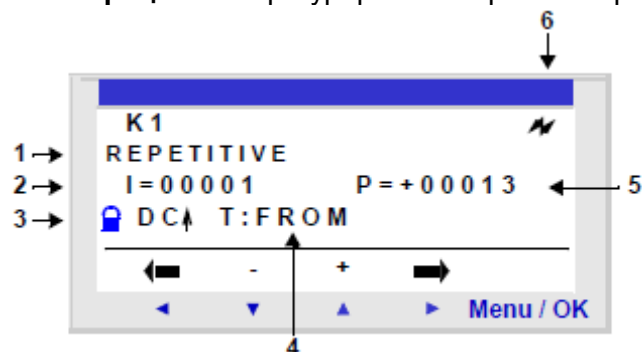 6
K1
1 REPETITIVE
2 I=00001 P=+00013 5
3 DC T:FROM
- +
Menu / OK
4